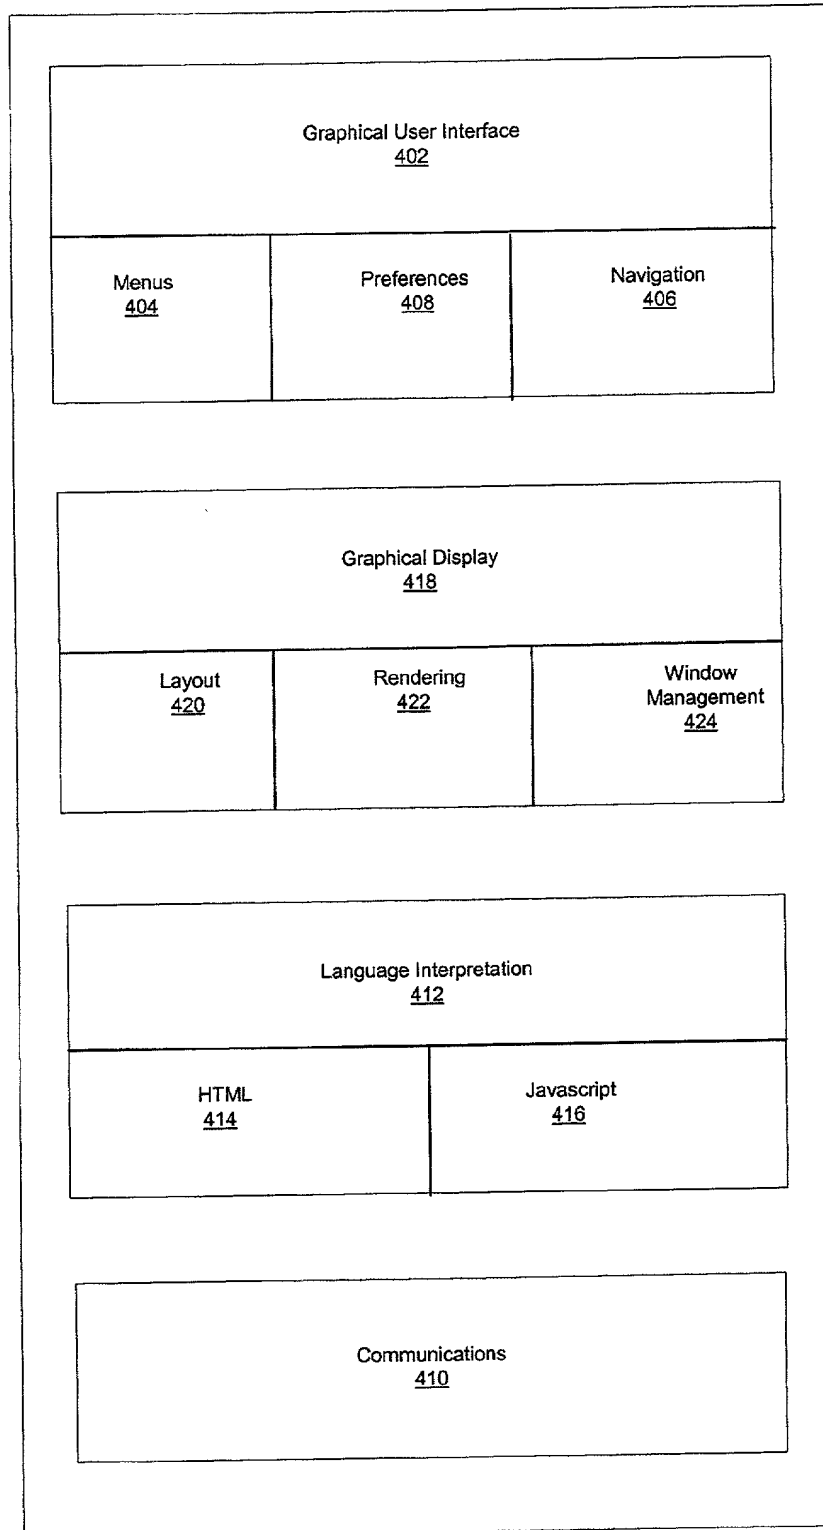 Graphical User Interface
402
Menus
404
Preferences
408
Navigation
406
Graphical Display
418
Layout
420
Rendering
422
Window
Management
424
Language Interpretation
412
HTML
414
Javascript
416
Communications
410